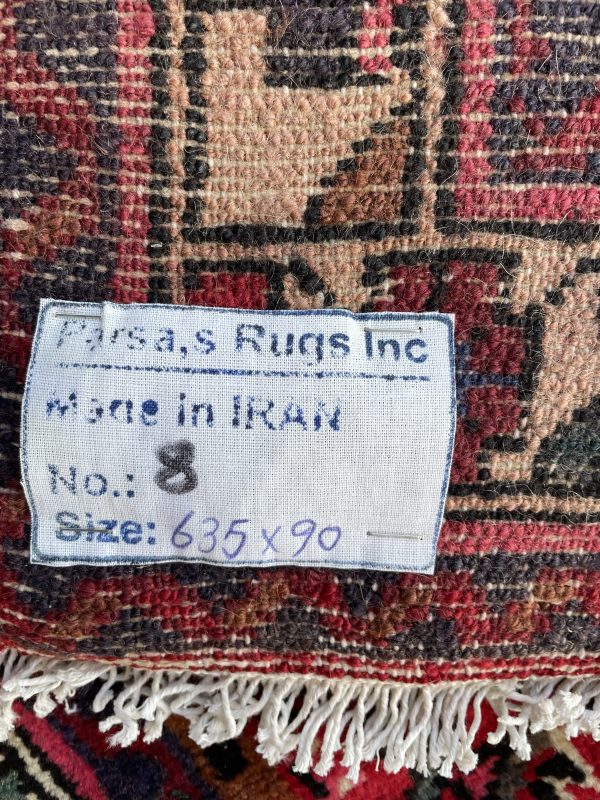 Parsa,s Rugs Inc
Made in IRAN
No.: 8
Size: 635 x 90